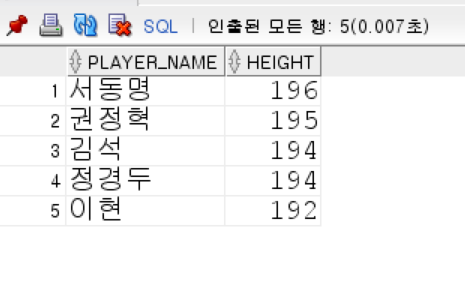 SQL | 인출된 모든 행: 5(0.007초)
PLAYER_NAME HEIGHT
1 서동명 196
2 권정혁 195
3 김석 194
4 정경두 194
5 이현 192